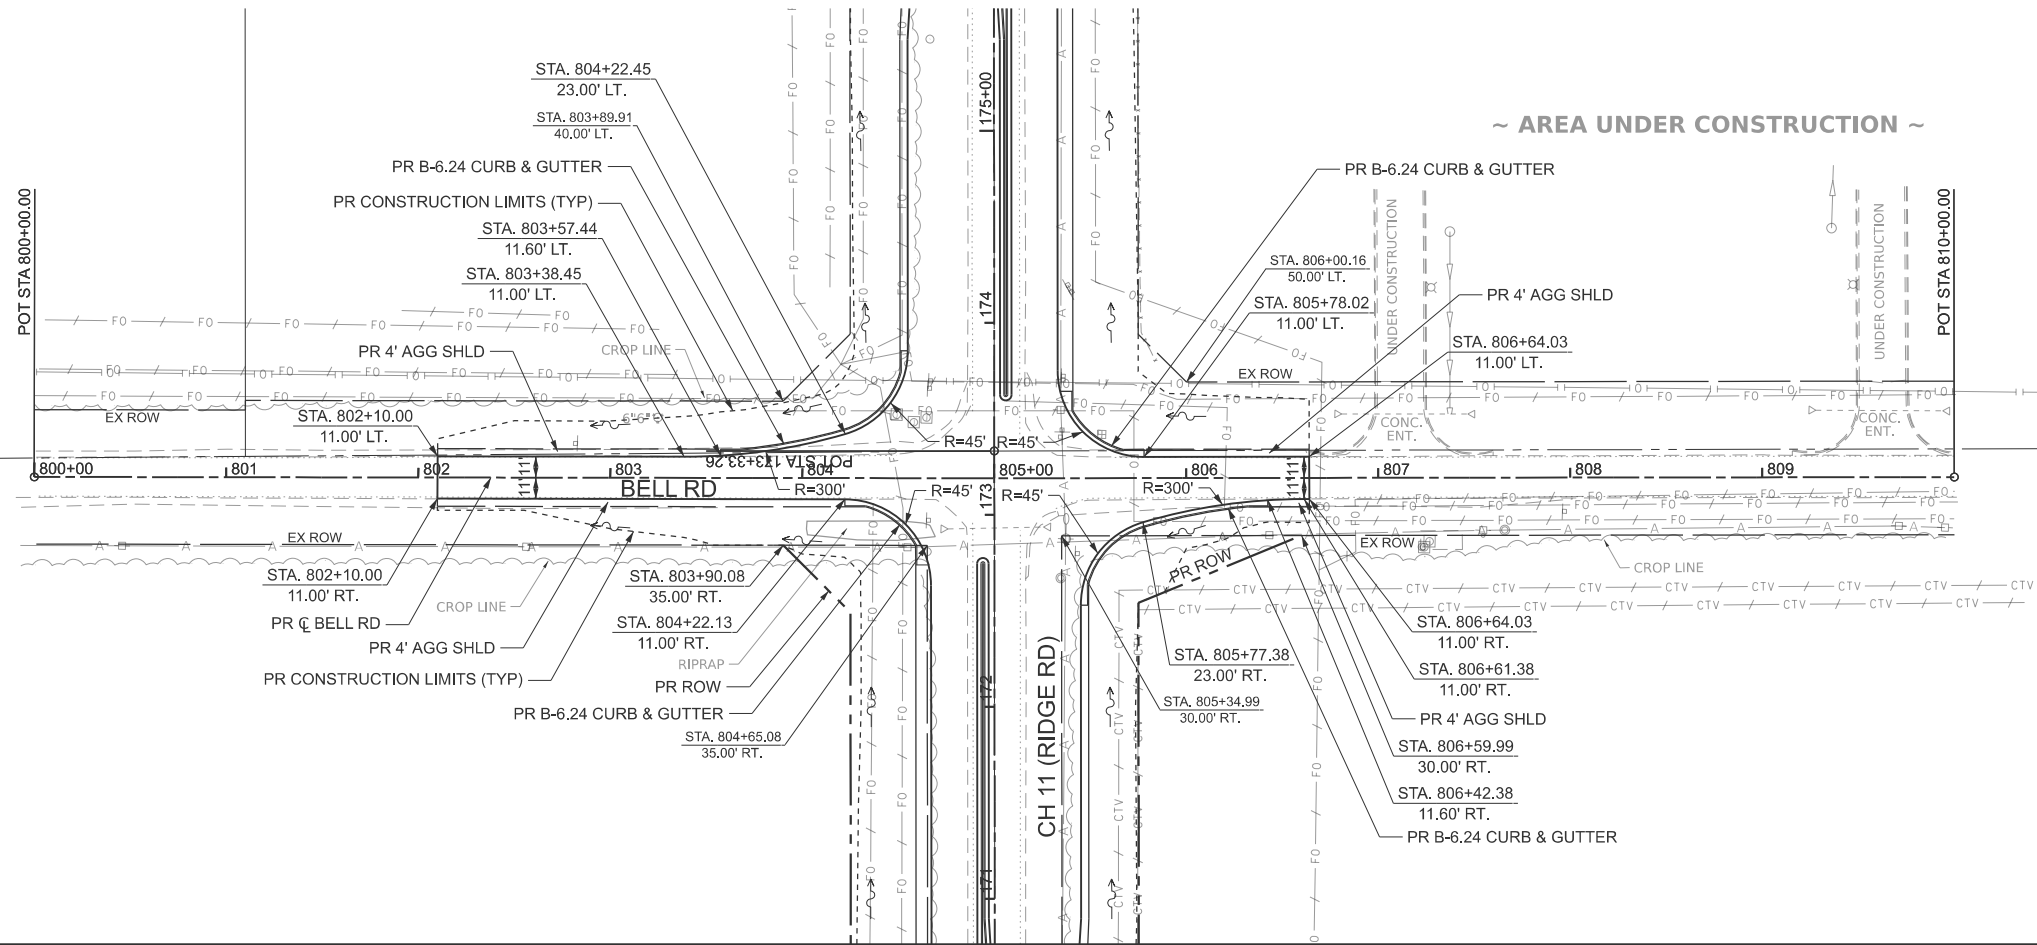 STA. 804+22.45
23.00' LT.
STA. 803+89.91
40.00' LT.
PR B-6.24 CURB & GUTTER
PR CONSTRUCTION LIMITS (TYP)
STA. 803+57.44
11.60' LT.
STA. 803+38.45
11.00' LT.
PR 4' AGG SHLD
CROP LINE
STA. 802+10.00
11.00' LT.
EX ROW
POT STA 800+00.00
175+00
174
~ AREA UNDER CONSTRUCTION ~
PR B-6.24 CURB & GUTTER
STA. 806+00.16
50.00' LT.
STA. 805+78.02
11.00' LT.
PR 4' AGG SHLD
STA. 806+64.03
11.00' LT.
EX ROW
UNDER CONSTRUCTION
UNDER CONSTRUCTION
CONC. ENT.
CONC. ENT.
POT STA 810+00.00
R=45'
R=45'
800+00
801
802
803
804
805+00
806
807
808
809
POT STA 173+33.26
11'
11'
11'
11'
BELL RD
R=300'
R=45'
R=45'
R=300'
173
EX ROW
EX ROW
PR ROW
CROP LINE
STA. 802+10.00
11.00' RT.
CROP LINE
PR ℄ BELL RD
PR 4' AGG SHLD
PR CONSTRUCTION LIMITS (TYP)
STA. 803+90.08
35.00' RT.
STA. 804+22.13
11.00' RT.
RIPRAP
PR ROW
PR B-6.24 CURB & GUTTER
STA. 804+65.08
35.00' RT.
172
171
CH 11 (RIDGE RD)
STA. 805+77.38
23.00' RT.
STA. 805+34.99
30.00' RT.
STA. 806+64.03
11.00' RT.
STA. 806+61.38
11.00' RT.
PR 4' AGG SHLD
STA. 806+59.99
30.00' RT.
STA. 806+42.38
11.60' RT.
PR B-6.24 CURB & GUTTER
FO
CTV
A